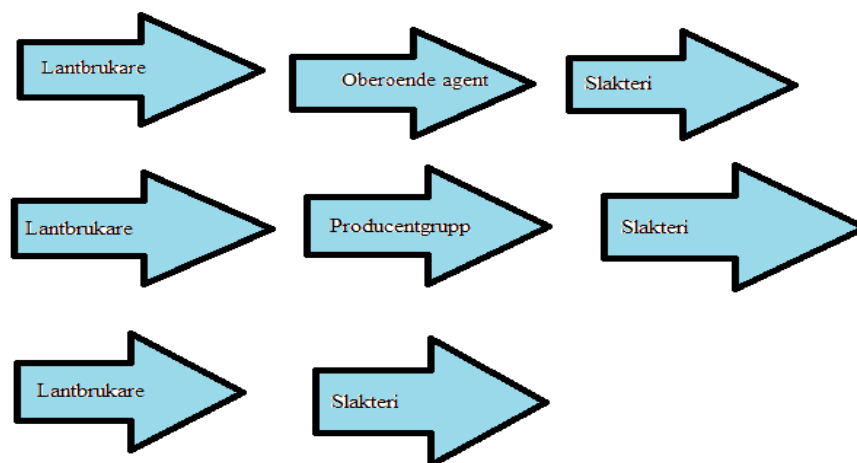 Lantbrukare
Oberoende agent
Slakteri
Lantbrukare
Producentgrupp
Slakteri
Lantbrukare
Slakteri